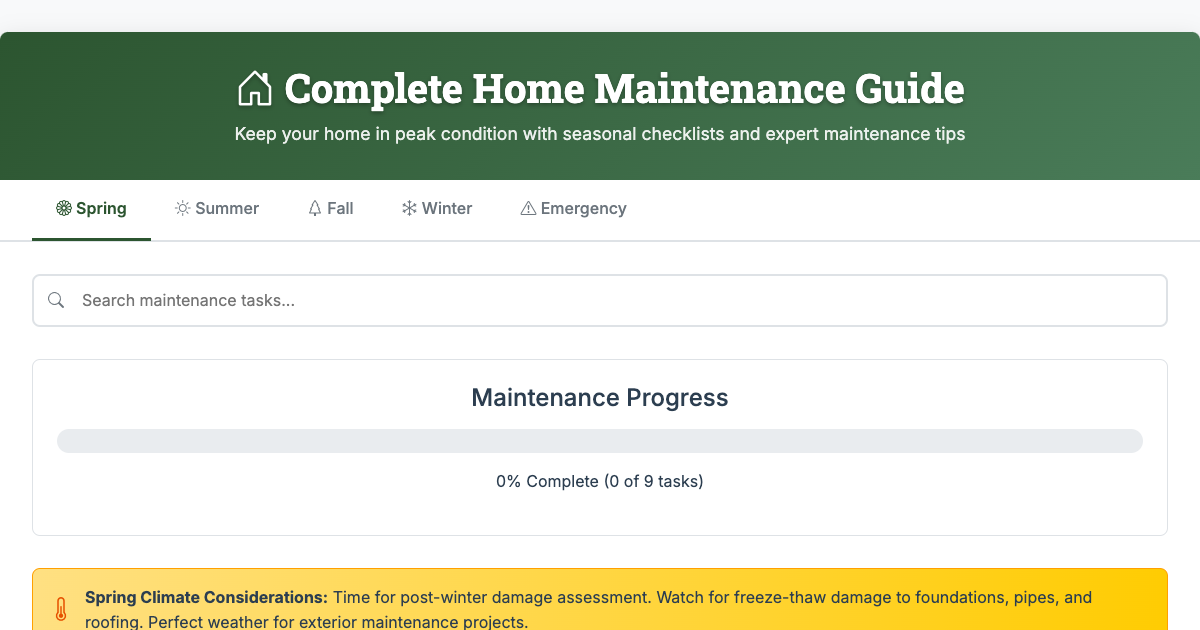 Complete Home Maintenance Guide
Keep your home in peak condition with seasonal checklists and expert maintenance tips
Spring Summer Fall Winter Emergency
Search maintenance tasks...
Maintenance Progress
0% Complete (0 of 9 tasks)
Spring Climate Considerations: Time for post-winter damage assessment. Watch for freeze-thaw damage to foundations, pipes, and
roofing. Perfect weather for exterior maintenance projects.